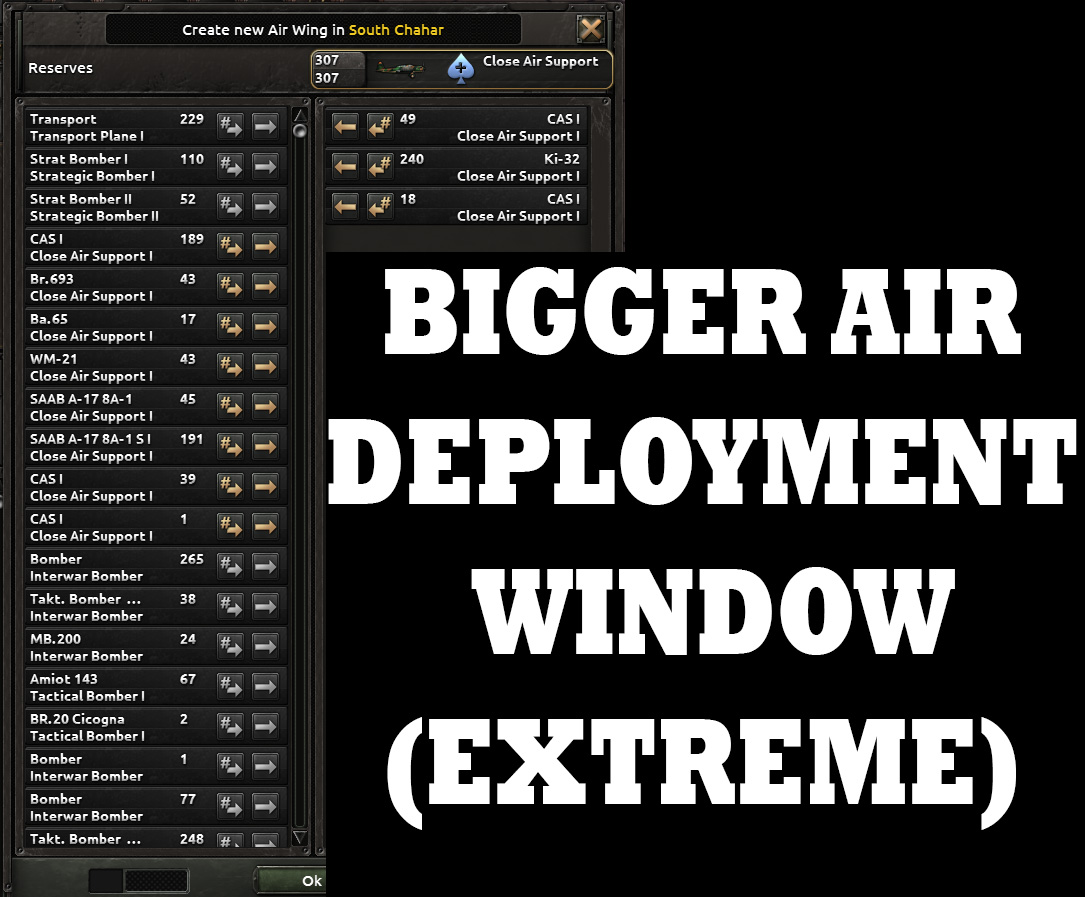 Create new Air Wing in South Chahar
Reserves
307
307
Close Air Support
Transport 229
Transport Plane I
Strat Bomber I 110
Strategic Bomber I
Strat Bomber II 52
Strategic Bomber II
CAS I 189
Close Air Support I
Br.693 43
Close Air Support I
Ba.65 17
Close Air Support I
WM-21 43
Close Air Support I
SAAB A-17 8A-1 45
Close Air Support I
SAAB A-17 8A-1 S I 191
Close Air Support I
CAS I 39
Close Air Support I
CAS I 1
Close Air Support I
Bomber 265
Interwar Bomber
Takt. Bomber ... 38
Interwar Bomber
MB.200 24
Interwar Bomber
Amiot 143 67
Tactical Bomber I
BR.20 Cicogna 2
Tactical Bomber I
Bomber 1
Interwar Bomber
Bomber 77
Interwar Bomber
Takt. Bomber ... 248
49 CAS I
Close Air Support I
240 Ki-32
Close Air Support I
18 CAS I
Close Air Support I
Ok
BIGGER AIR
DEPLOYMENT
WINDOW
(EXTREME)